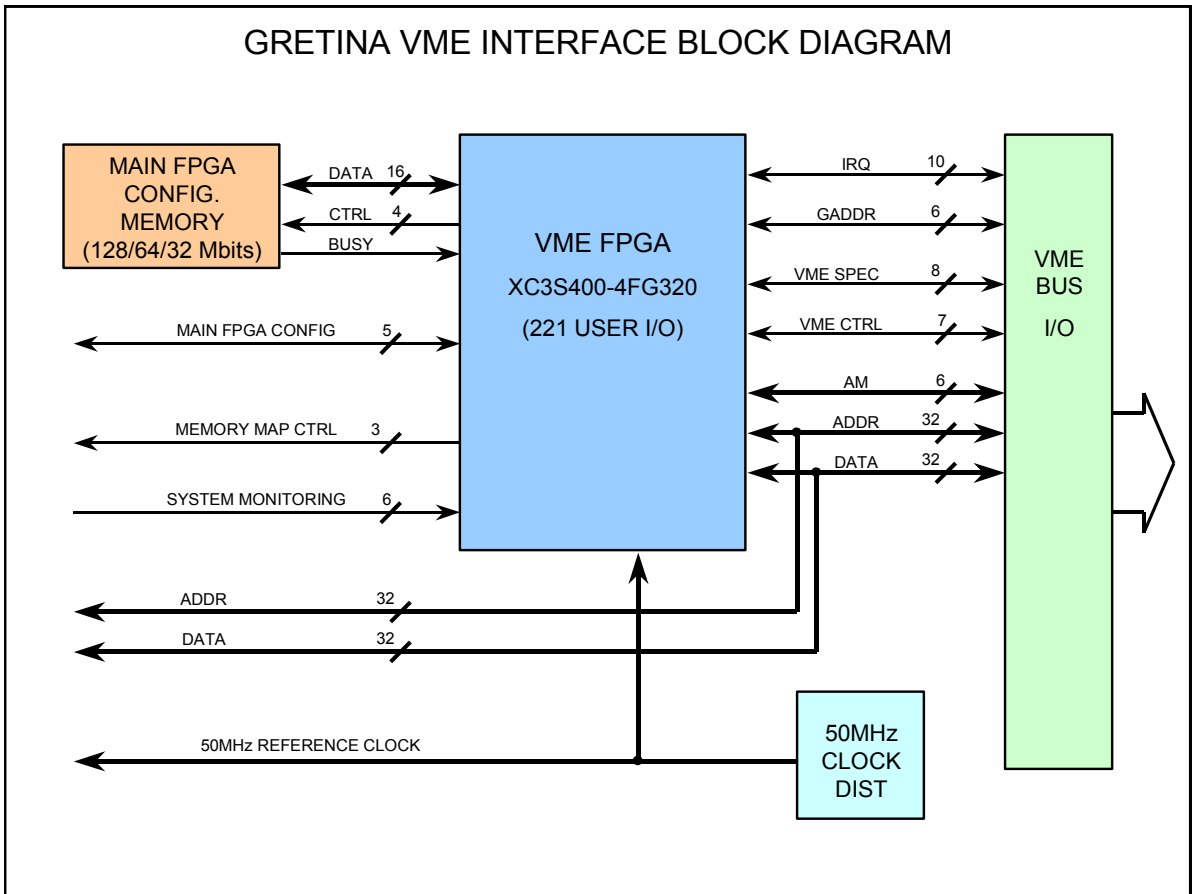 GRETINA VME INTERFACE BLOCK DIAGRAM
MAIN FPGA
CONFIG.
MEMORY
(128/64/32 Mbits)
DATA 16
CTRL 4
BUSY
MAIN FPGA CONFIG 5
MEMORY MAP CTRL 3
SYSTEM MONITORING 6
VME FPGA
XC3S400-4FG320
(221 USER I/O)
IRQ 10
GADDR 6
VME SPEC 8
VME CTRL 7
AM 6
ADDR 32
DATA 32
VME
BUS
I/O
ADDR 32
DATA 32
50MHz REFERENCE CLOCK
50MHz
CLOCK
DIST